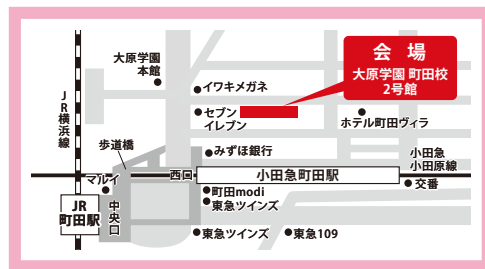 会場
大原学園 町田校
2号館
大原学園
本館
イワキメガネ
セブン
イレブン
ホテル町田ヴィラ
JR横浜線
歩道橋
みずほ銀行
小田急
小田原線
マルイ
西口
小田急町田駅
交番
JR
町田駅
中央口
町田modi
東急ツインズ
東急ツインズ
東急109